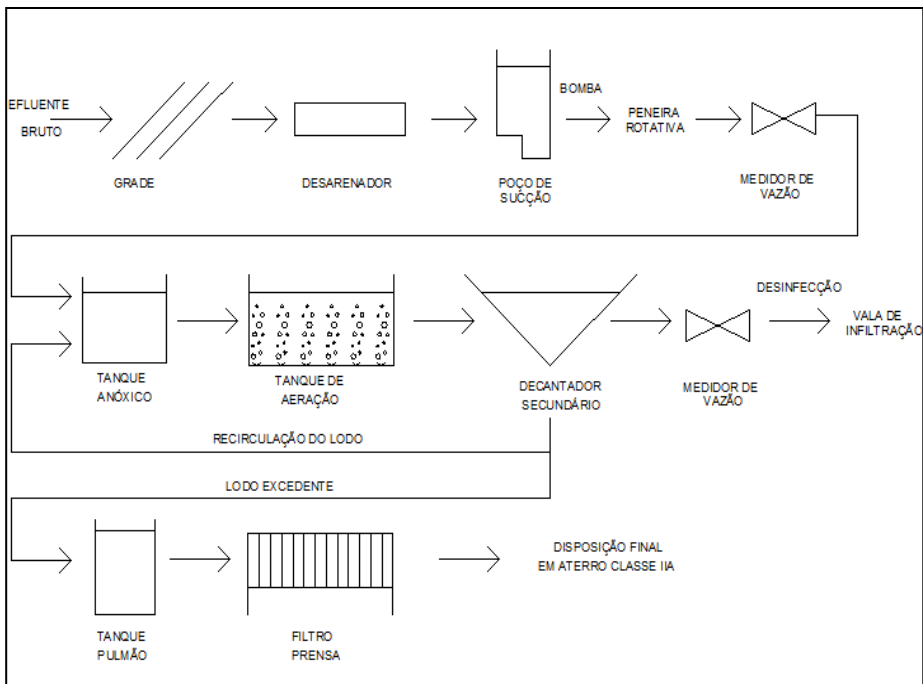 EFLUENTE
BRUTO
GRADE
DESARENADOR
POÇO DE
SUCÇÃO
BOMBA
PENEIRA
ROTATIVA
MEDIDOR DE
VAZÃO
TANQUE
ANÓXICO
TANQUE DE
AERAÇÃO
DECANTADOR
SECUNDÁRIO
MEDIDOR DE
VAZÃO
DESINFECÇÃO
VALA DE
INFILTRAÇÃO
RECIRCULAÇÃO DO LODO
LODO EXCEDENTE
TANQUE
PULMÃO
FILTRO
PRENSA
DISPOSIÇÃO FINAL
EM ATERRO CLASSE IIA